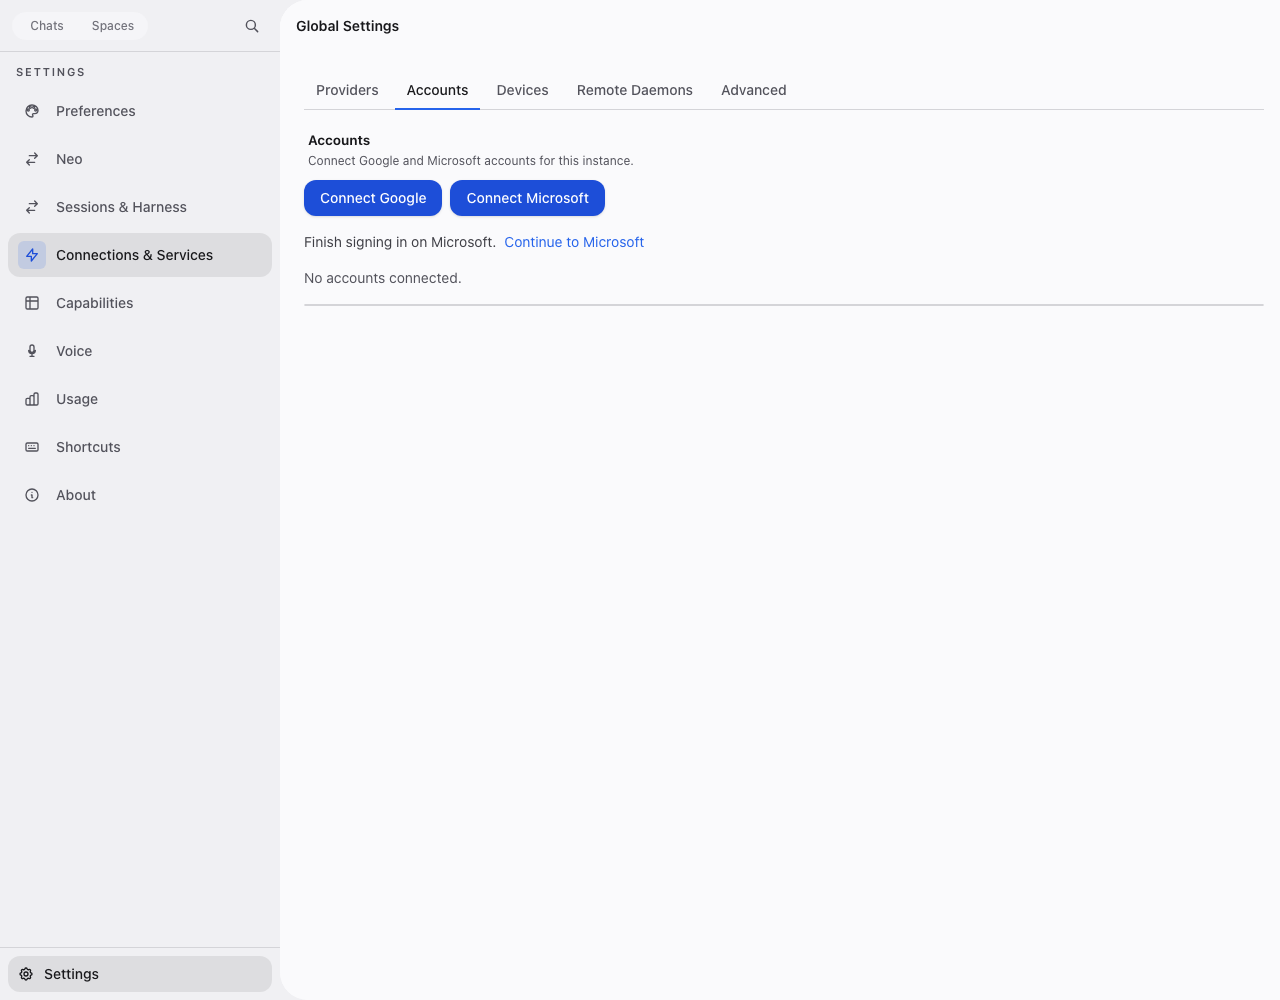 Chats Spaces
Global Settings
SETTINGS
Preferences
Neo
Sessions & Harness
Connections & Services
Capabilities
Voice
Usage
Shortcuts
About
Settings
Providers Accounts Devices Remote Daemons Advanced
Accounts
Connect Google and Microsoft accounts for this instance.
Connect Google Connect Microsoft
Finish signing in on Microsoft. Continue to Microsoft
No accounts connected.